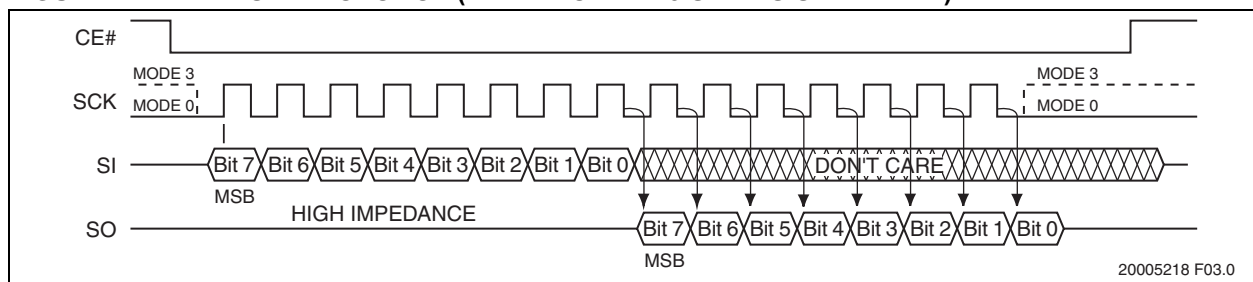 CE#
MODE 3 MODE 3
SCK MODE 0 MODE 0
SI Bit 7 Bit 6 Bit 5 Bit 4 Bit 3 Bit 2 Bit 1 Bit 0 DON'T CARE
MSB
HIGH IMPEDANCE
SO Bit 7 Bit 6 Bit 5 Bit 4 Bit 3 Bit 2 Bit 1 Bit 0
MSB
20005218 F03.0